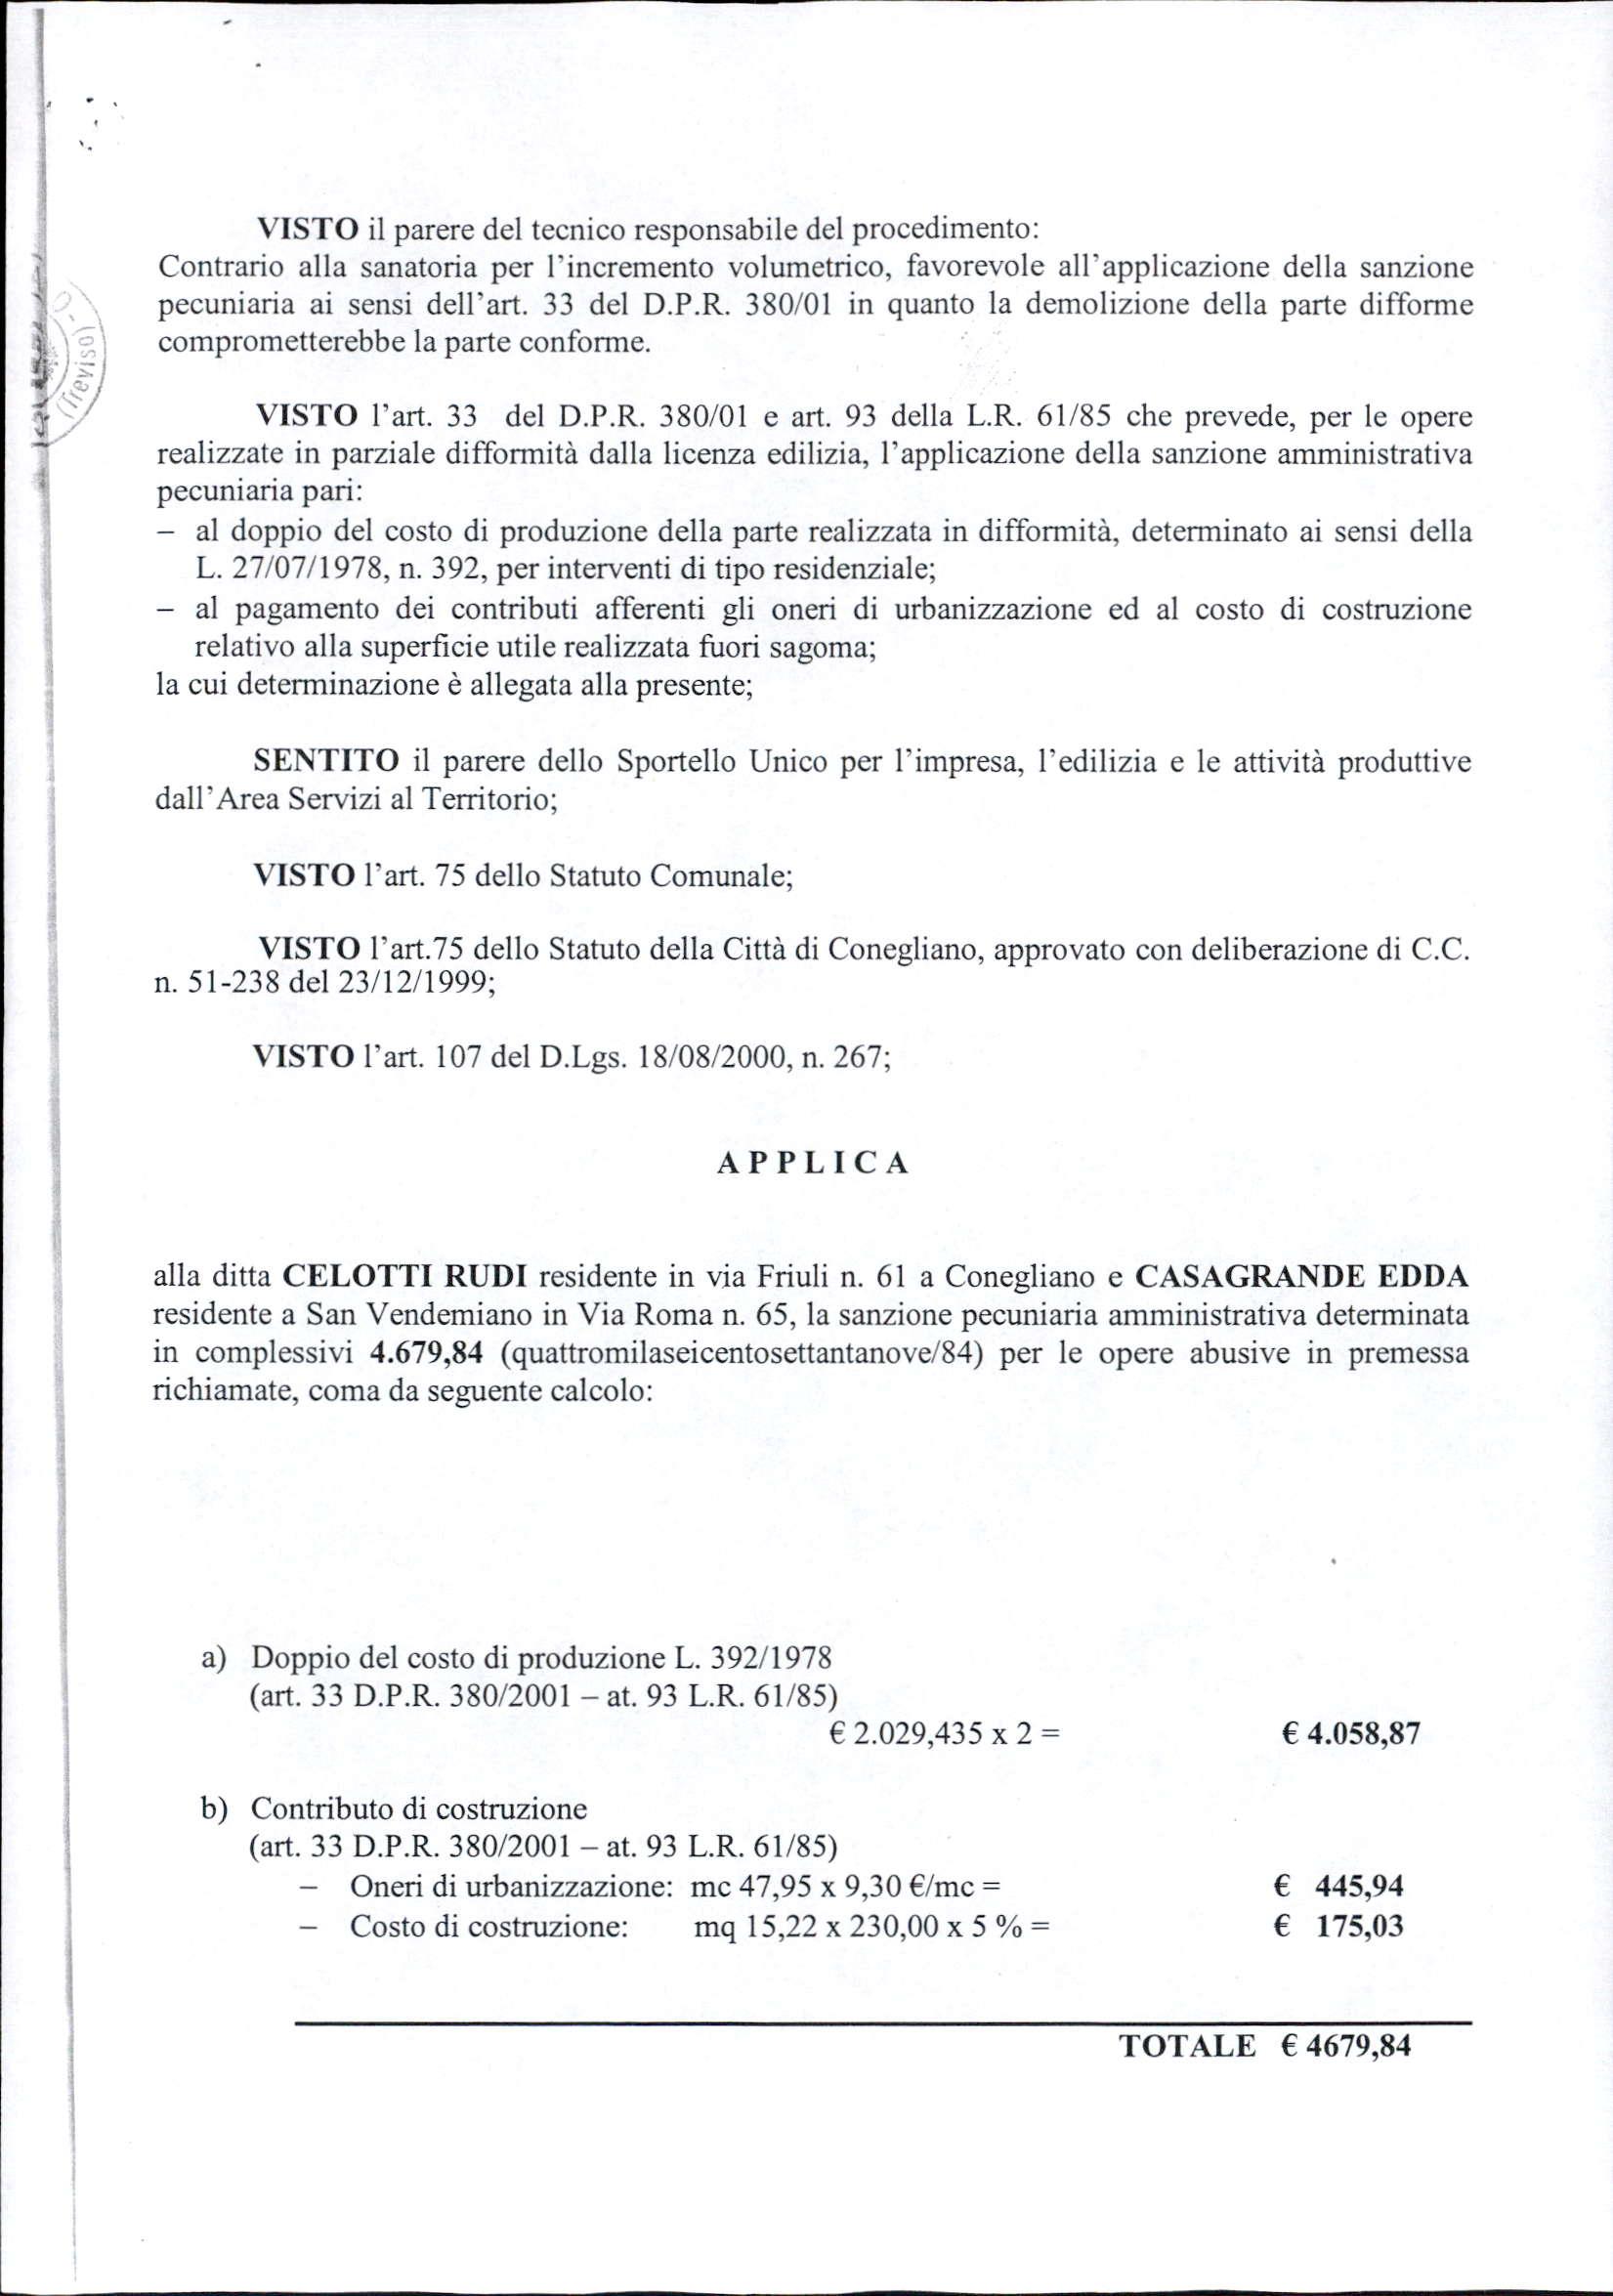 VISTO il parere del tecnico responsabile del procedimento:
Contrario alla sanatoria per l'incremento volumetrico, favorevole all'applicazione della sanzione
pecuniaria ai sensi dell'art. 33 del D.P.R. 380/01 in quanto la demolizione della parte difforme
comprometterebbe la parte conforme.
(Treviso)
VISTO l'art. 33 del D.P.R. 380/01 e art. 93 della L.R. 61/85 che prevede, per le opere
realizzate in parziale difformità dalla licenza edilizia, l'applicazione della sanzione amministrativa
pecuniaria pari:
– al doppio del costo di produzione della parte realizzata in difformità, determinato ai sensi della
L. 27/07/1978, n. 392, per interventi di tipo residenziale;
– al pagamento dei contributi afferenti gli oneri di urbanizzazione ed al costo di costruzione
relativo alla superficie utile realizzata fuori sagoma;
la cui determinazione è allegata alla presente;
SENTITO il parere dello Sportello Unico per l'impresa, l'edilizia e le attività produttive
dall'Area Servizi al Territorio;
VISTO l'art. 75 dello Statuto Comunale;
VISTO l'art.75 dello Statuto della Città di Conegliano, approvato con deliberazione di C.C.
n. 51-238 del 23/12/1999;
VISTO l'art. 107 del D.Lgs. 18/08/2000, n. 267;
A P P L I C A
alla ditta CELOTTI RUDI residente in via Friuli n. 61 a Conegliano e CASAGRANDE EDDA
residente a San Vendemiano in Via Roma n. 65, la sanzione pecuniaria amministrativa determinata
in complessivi 4.679,84 (quattromilaseicentosettantanove/84) per le opere abusive in premessa
richiamate, coma da seguente calcolo:
a) Doppio del costo di produzione L. 392/1978
(art. 33 D.P.R. 380/2001 – at. 93 L.R. 61/85)
€ 2.029,435 x 2 = € 4.058,87
b) Contributo di costruzione
(art. 33 D.P.R. 380/2001 – at. 93 L.R. 61/85)
– Oneri di urbanizzazione: mc 47,95 x 9,30 €/mc = € 445,94
– Costo di costruzione: mq 15,22 x 230,00 x 5 % = € 175,03
TOTALE € 4679,84